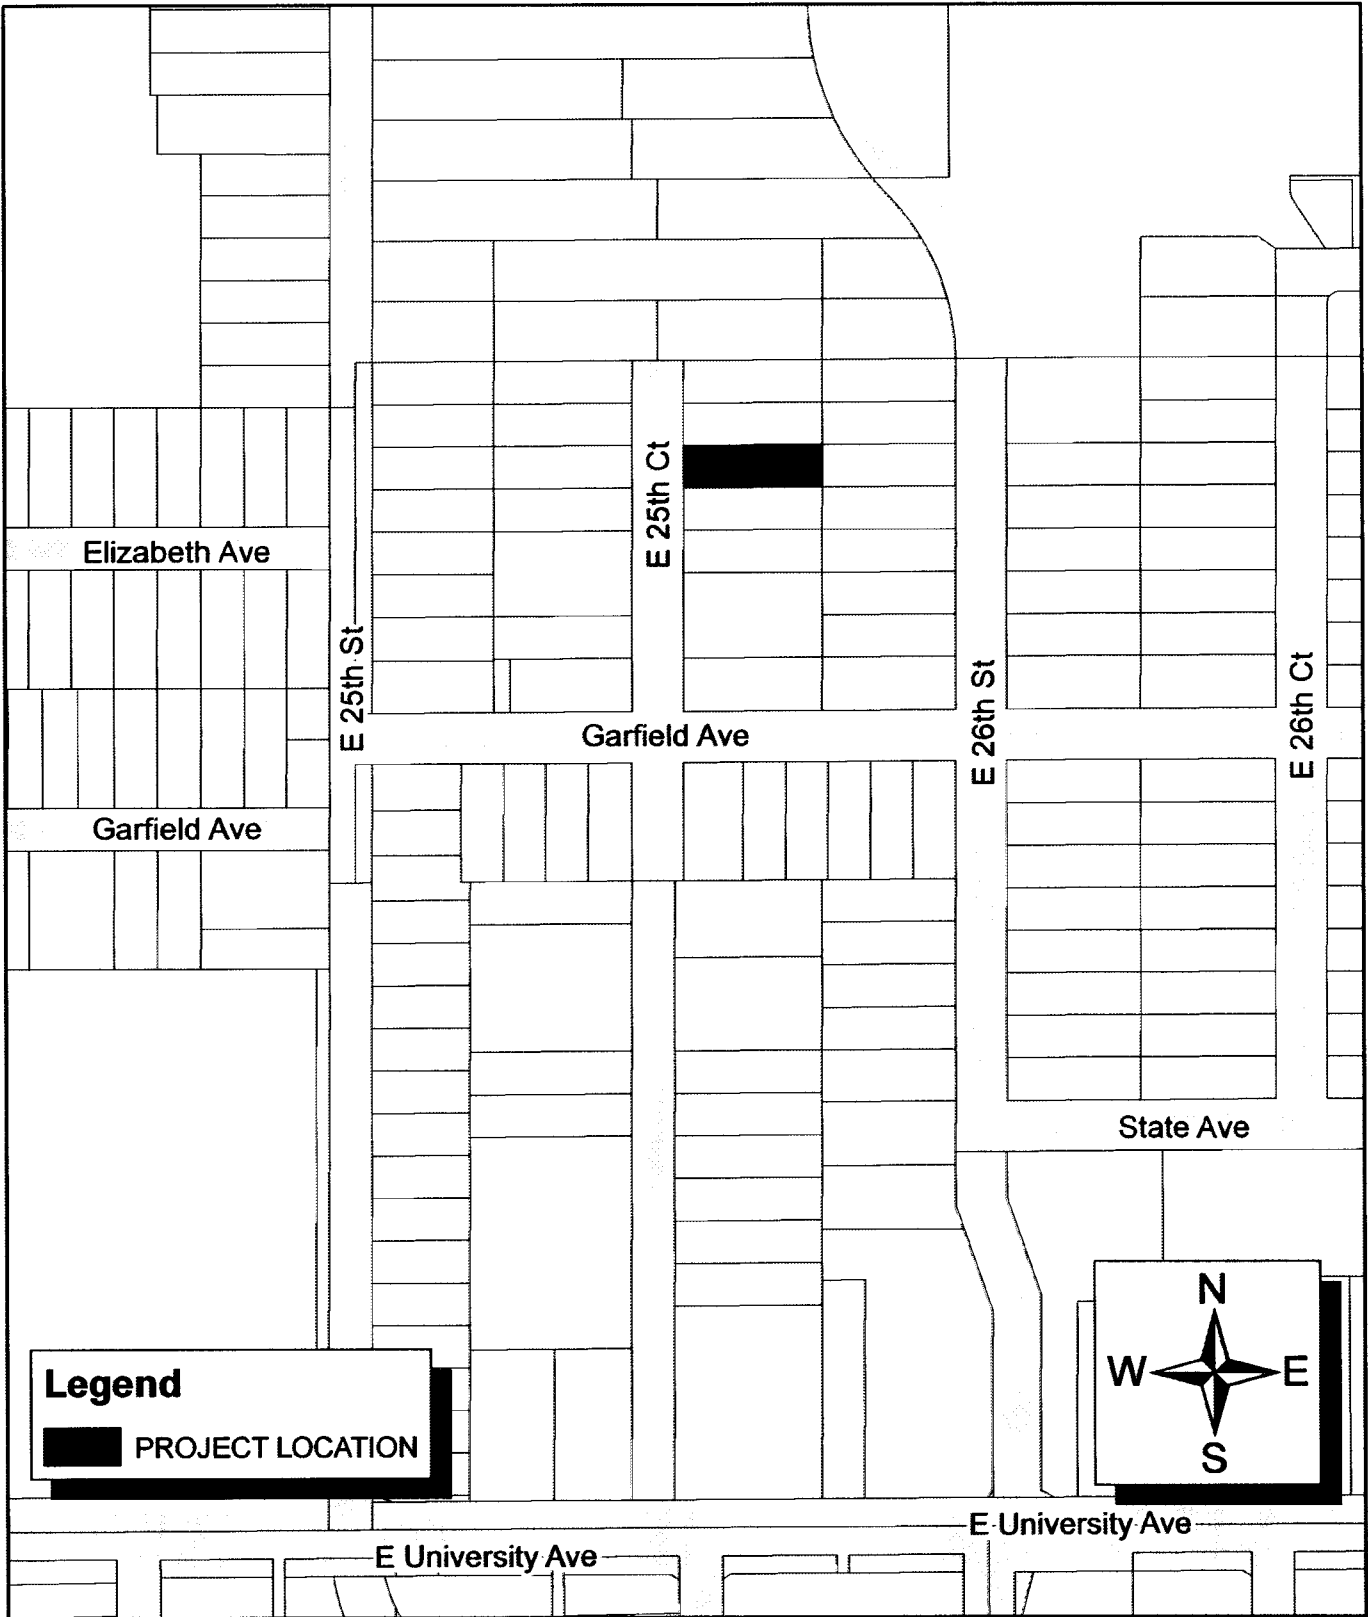 E 25th Ct
Elizabeth Ave
E 25th St
E 26th St
E 26th Ct
Garfield Ave
Garfield Ave
State Ave
N
W E
S
Legend
PROJECT LOCATION
E University Ave
E University Ave